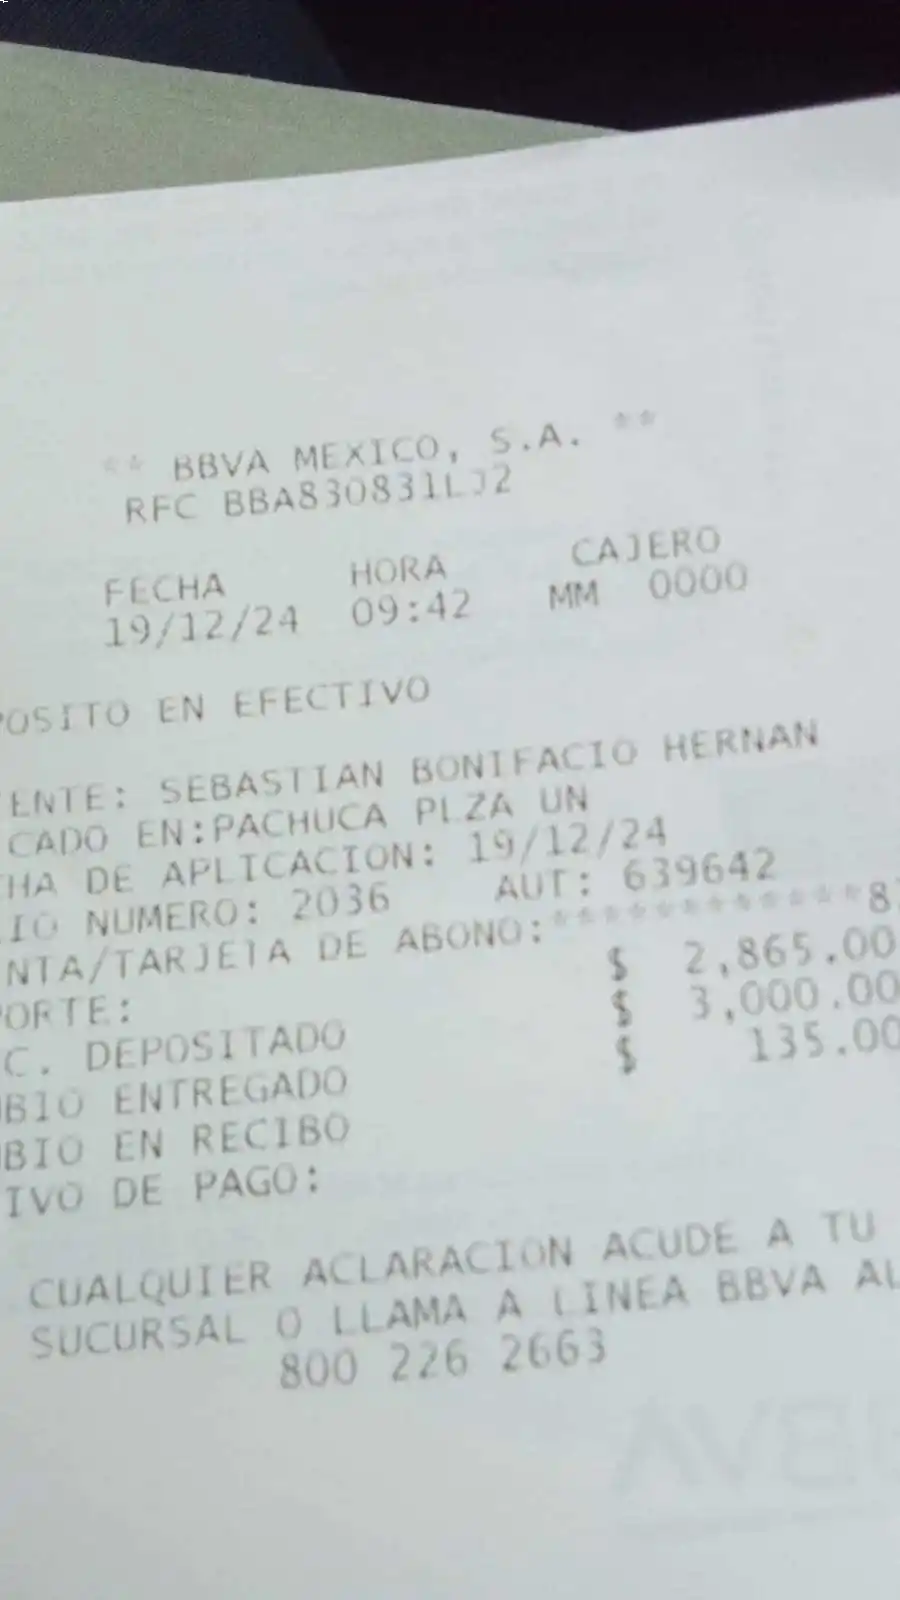 ** BBVA MEXICO, S.A. **
RFC BBA830831LJ2
FECHA HORA CAJERO
19/12/24 09:42 MM 0000
POSITO EN EFECTIVO
ENTE: SEBASTIAN BONIFACIO HERNAN
CADO EN:PACHUCA PLZA UN
HA DE APLICACION: 19/12/24
IO NUMERO: 2036 AUT: 639642
NTA/TARJETA DE ABONO:************8
PORTE: $ 2,865.00
C. DEPOSITADO $ 3,000.00
BIO ENTREGADO $ 135.00
BIO EN RECIBO
IVO DE PAGO:
CUALQUIER ACLARACION ACUDE A TU
SUCURSAL O LLAMA A LINEA BBVA AL
800 226 2663